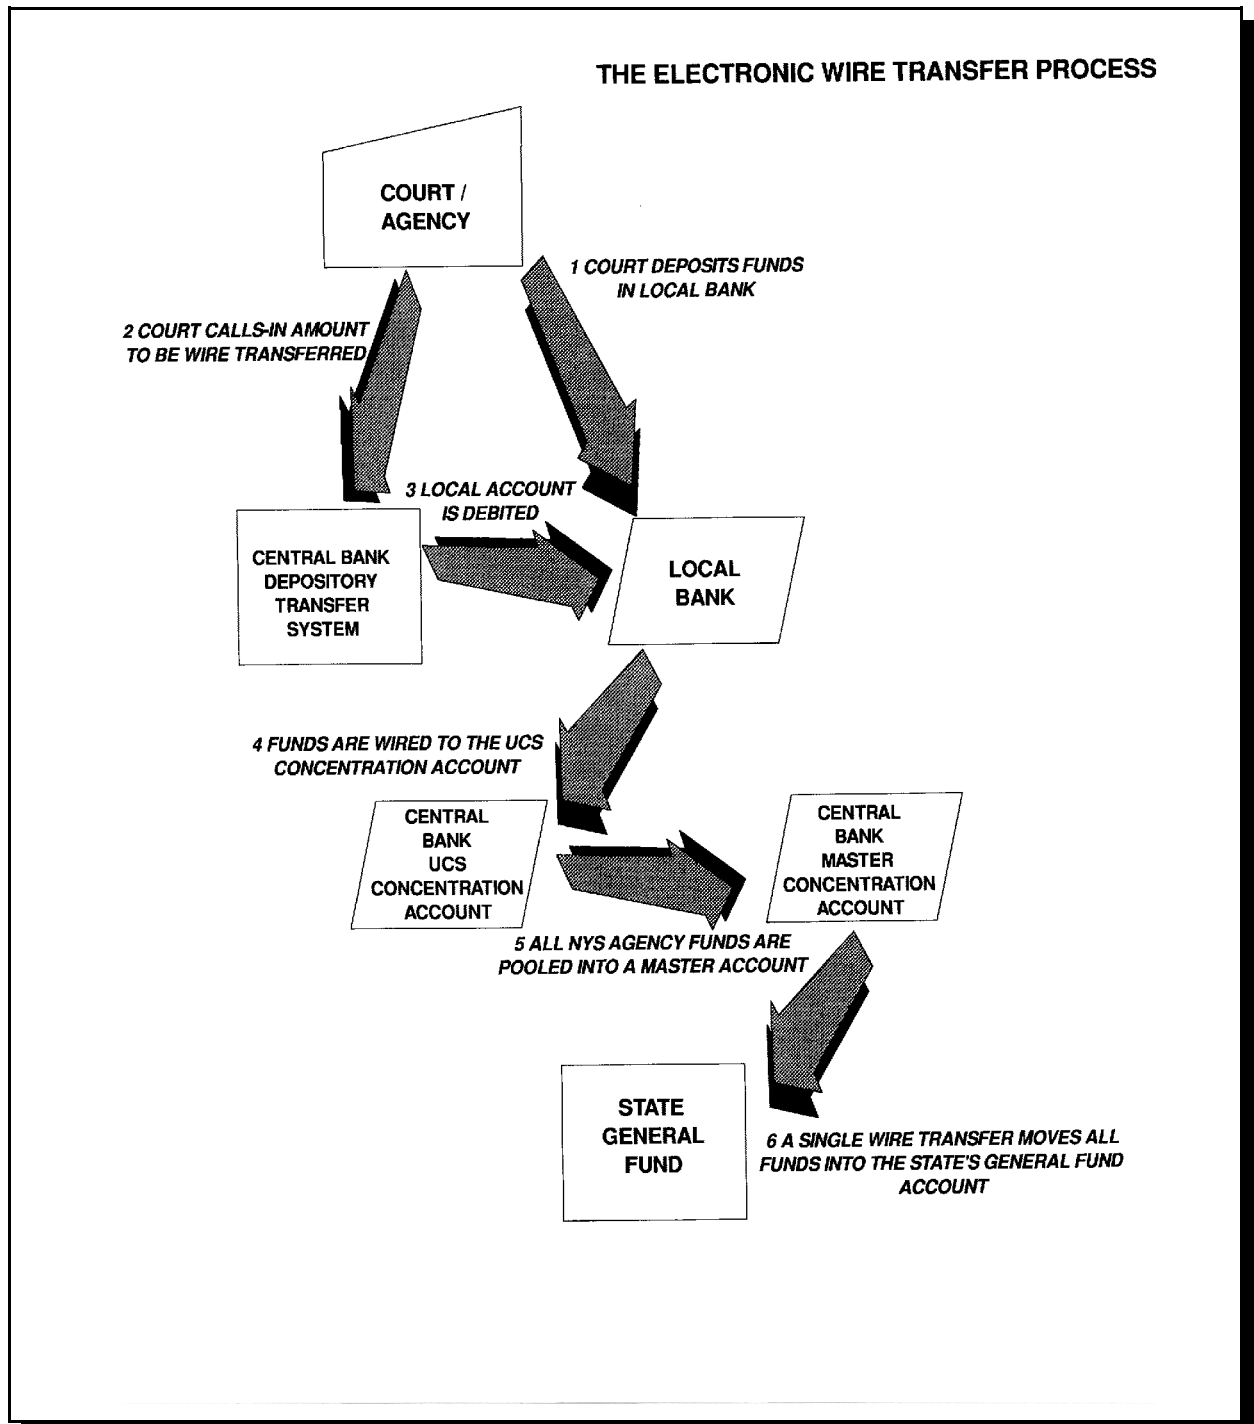 THE ELECTRONIC WIRE TRANSFER PROCESS
COURT /
AGENCY
1 COURT DEPOSITS FUNDS
IN LOCAL BANK
2 COURT CALLS-IN AMOUNT
TO BE WIRE TRANSFERRED
3 LOCAL ACCOUNT
IS DEBITED
CENTRAL BANK
DEPOSITORY
TRANSFER
SYSTEM
LOCAL
BANK
4 FUNDS ARE WIRED TO THE UCS
CONCENTRATION ACCOUNT
CENTRAL
BANK
UCS
CONCENTRATION
ACCOUNT
CENTRAL
BANK
MASTER
CONCENTRATION
ACCOUNT
5 ALL NYS AGENCY FUNDS ARE
POOLED INTO A MASTER ACCOUNT
STATE
GENERAL
FUND
6 A SINGLE WIRE TRANSFER MOVES ALL
FUNDS INTO THE STATE'S GENERAL FUND
ACCOUNT